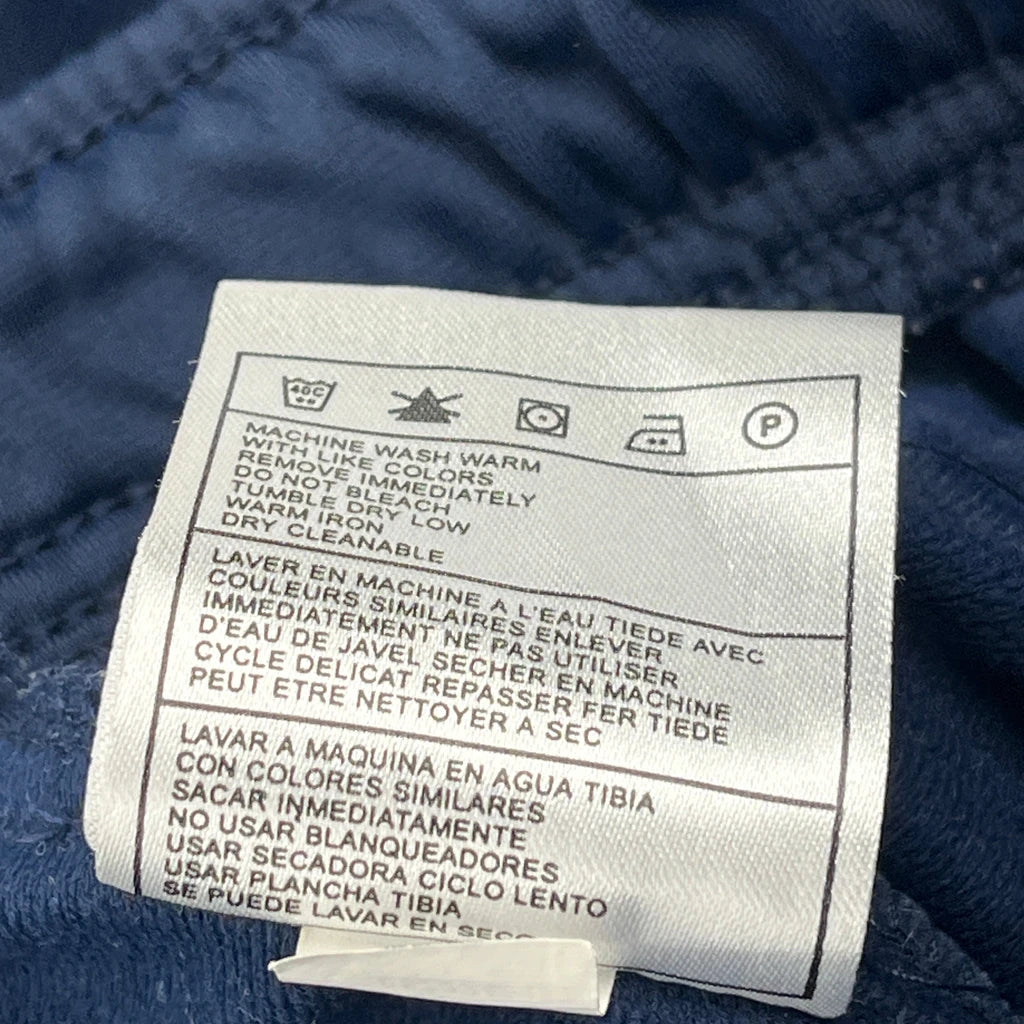 40C
P
MACHINE WASH WARM
WITH LIKE COLORS
REMOVE IMMEDIATELY
DO NOT BLEACH
TUMBLE DRY LOW
WARM IRON
DRY CLEANABLE
LAVER EN MACHINE A L'EAU TIEDE AVEC
COULEURS SIMILAIRES ENLEVER
IMMEDIATEMENT NE PAS UTILISER
D'EAU DE JAVEL SECHER EN MACHINE
CYCLE DELICAT REPASSER FER TIEDE
PEUT ETRE NETTOYER A SEC
LAVAR A MAQUINA EN AGUA TIBIA
CON COLORES SIMILARES
SACAR INMEDIATAMENTE
NO USAR BLANQUEADORES
USAR SECADORA CICLO LENTO
USAR PLANCHA TIBIA
SE PUEDE LAVAR EN SECO